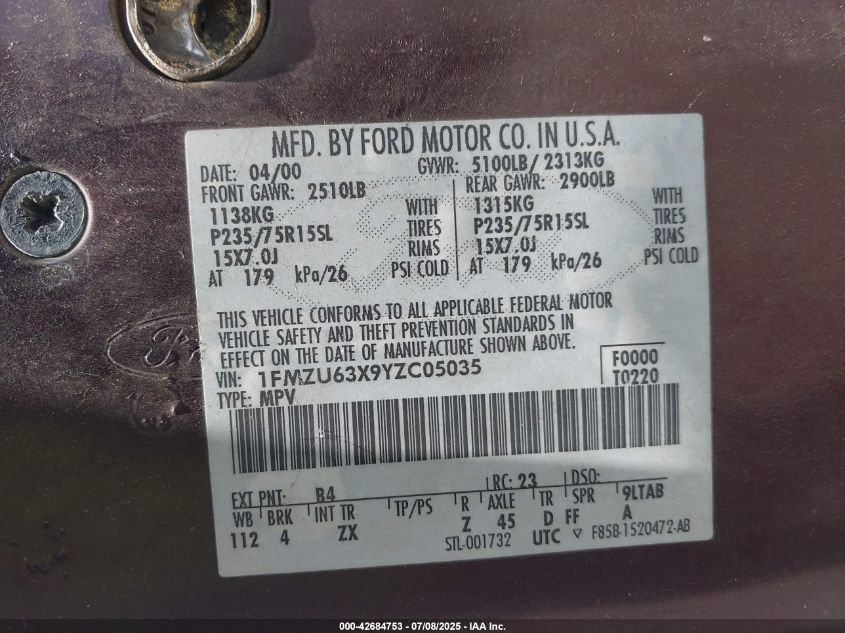 MFD. BY FORD MOTOR CO. IN U.S.A.
DATE: 04/00 GVWR: 5100LB/ 2313KG
FRONT GAWR: 2510LB REAR GAWR: 2900LB
1138KG WITH 1315KG WITH
P235/75R15SL TIRES P235/75R15SL TIRES
15X7.0J RIMS 15X7.0J RIMS
AT 179 kPa/26 PSI COLD AT 179 kPa/26 PSI COLD
THIS VEHICLE CONFORMS TO ALL APPLICABLE FEDERAL MOTOR
VEHICLE SAFETY AND THEFT PREVENTION STANDARDS IN
EFFECT ON THE DATE OF MANUFACTURE SHOWN ABOVE.
VIN: 1FMZU63X9YZC05035 F0000
TYPE: MPV T0220
EXT PNT: B4 RC: 23 DSO:
WB BRK INT TR TP/PS R AXLE TR SPR 9LTAB
112 4 ZX Z 45 D FF A
STL-001732 UTC ▽ F85B-1520472-AB
000-42684753 - 07/08/2025 - IAA Inc.